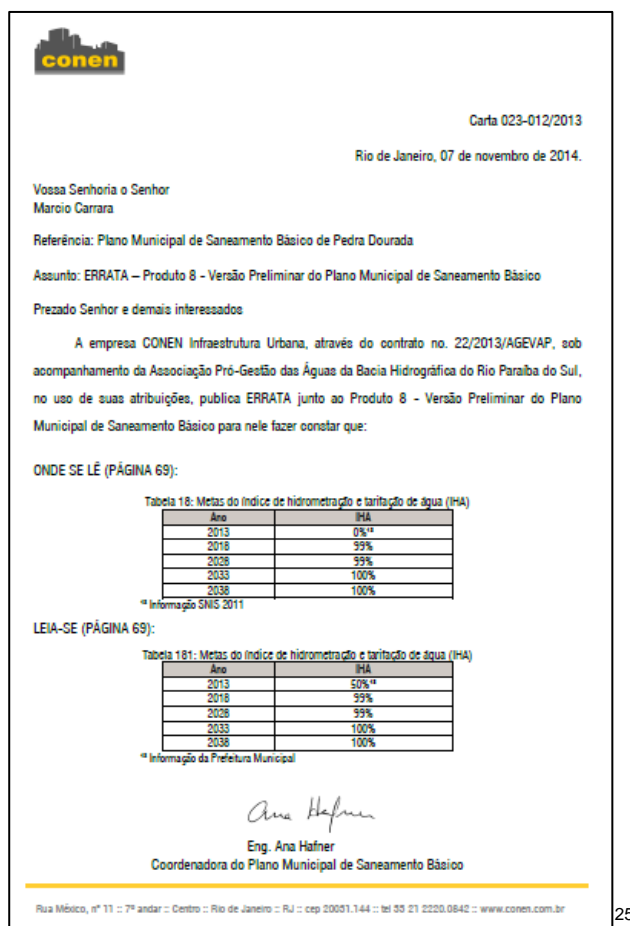 conen
Carta 023-012/2013
Rio de Janeiro, 07 de novembro de 2014.
Vossa Senhoria o Senhor
Marcio Carrara
Referência: Plano Municipal de Saneamento Básico de Pedra Dourada
Assunto: ERRATA – Produto 8 - Versão Preliminar do Plano Municipal de Saneamento Básico
Prezado Senhor e demais interessados
A empresa CONEN Infraestrutura Urbana, através do contrato no. 22/2013/AGEVAP, sob
acompanhamento da Associação Pró-Gestão das Águas da Bacia Hidrográfica do Rio Paraíba do Sul,
no uso de suas atribuições, publica ERRATA junto ao Produto 8 - Versão Preliminar do Plano
Municipal de Saneamento Básico para nele fazer constar que:
ONDE SE LÊ (PÁGINA 69):
Tabela 18: Metas do índice de hidrometração e tarifação de água (IHA)
Ano IHA
2013 0%
2018 99%
2028 99%
2033 100%
2038 100%
Informação SNIS 2011
LEIA-SE (PÁGINA 69):
Tabela 181: Metas do índice de hidrometração e tarifação de água (IHA)
Ano IHA
2013 50%
2018 99%
2028 99%
2033 100%
2038 100%
Informação da Prefeitura Municipal
Ana Hafner
Eng. Ana Hafner
Coordenadora do Plano Municipal de Saneamento Básico
Rua México, nº 11 :: 7º andar :: Centro :: Rio de Janeiro :: RJ :: cep 20031.144 :: tel 55 21 2220.0842 :: www.conen.com.br
25